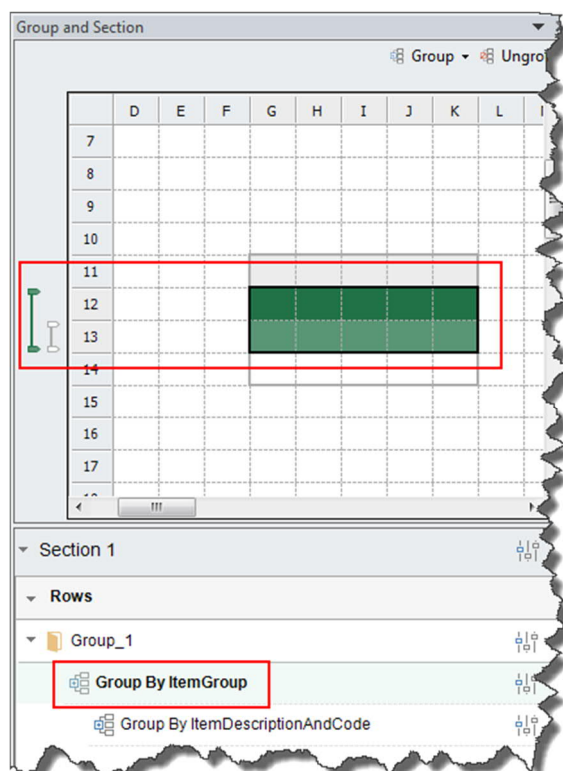 Group and Section
Group Ungro
D E F G H I J K L
7
8
9
10
11
12
13
14
15
16
17
Section 1
Rows
Group_1
Group By ItemGroup
Group By ItemDescriptionAndCode